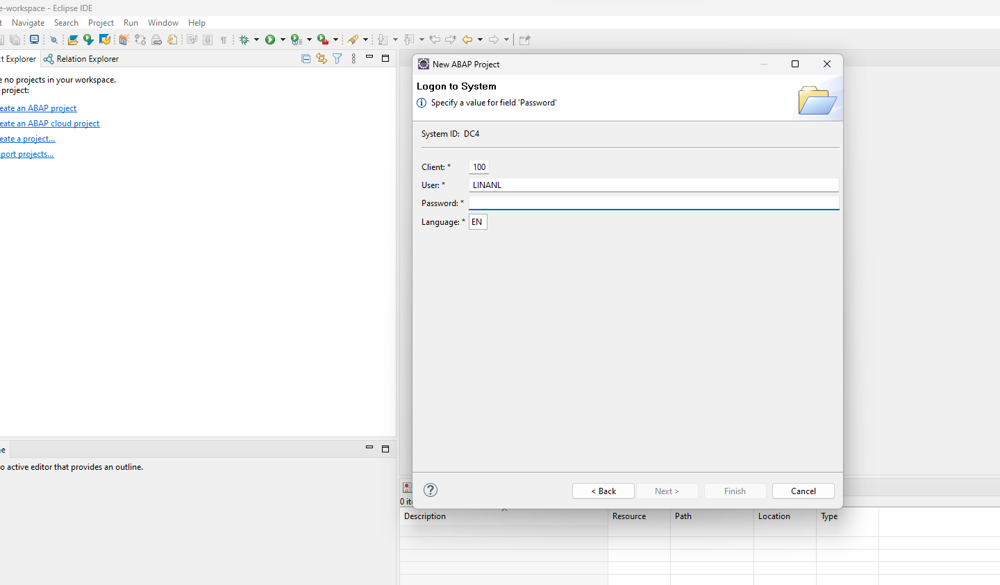 e-workspace - Eclipse IDE
t Navigate Search Project Run Window Help
t Explorer Relation Explorer
e no projects in your workspace.
project:
eate an ABAP project
eate an ABAP cloud project
eate a project...
port projects...
ne
o active editor that provides an outline.
New ABAP Project
Logon to System
Specify a value for field 'Password'
System ID: DC4
Client: * 100
User: * LINANL
Password: *
Language: * EN
< Back Next > Finish Cancel
0 ite
Description Resource Path Location Type